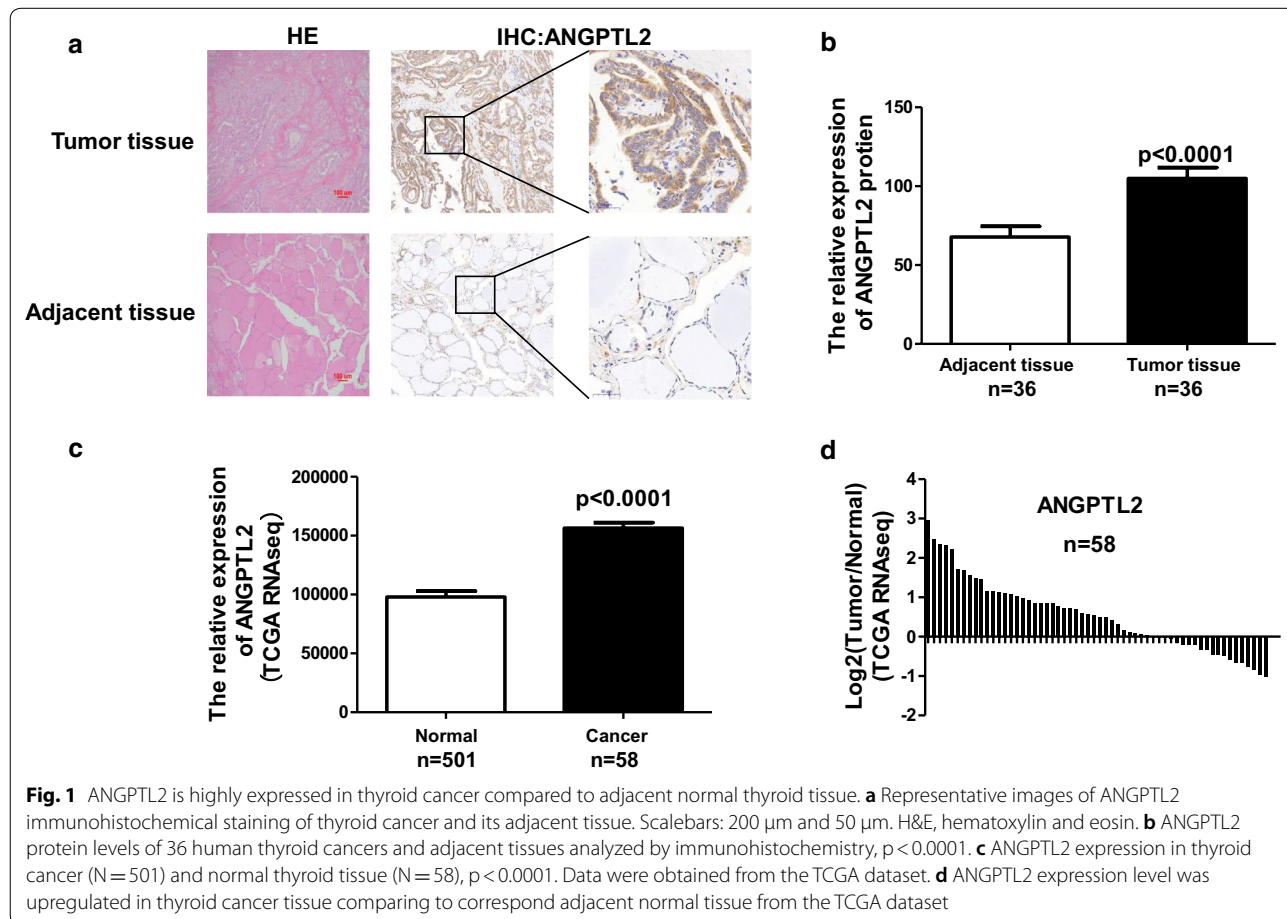 a
HE
IHC:ANGPTL2
Tumor tissue
100 um
Adjacent tissue
100 um
b
The relative expression
of ANGPTL2 protien
150
100
50
0
p<0.0001
Adjacent tissue
n=36
Tumor tissue
n=36
c
The relative expression
of ANGPTL2
(TCGA RNAseq)
200000
150000
100000
50000
0
p<0.0001
Normal
n=501
Cancer
n=58
d
Log2(Tumor/Normal)
(TCGA RNAseq)
4
3
2
1
0
-1
-2
ANGPTL2
n=58
Fig. 1 ANGPTL2 is highly expressed in thyroid cancer compared to adjacent normal thyroid tissue. a Representative images of ANGPTL2
immunohistochemical staining of thyroid cancer and its adjacent tissue. Scalebars: 200 μm and 50 μm. H&E, hematoxylin and eosin. b ANGPTL2
protein levels of 36 human thyroid cancers and adjacent tissues analyzed by immunohistochemistry, p < 0.0001. c ANGPTL2 expression in thyroid
cancer (N = 501) and normal thyroid tissue (N = 58), p < 0.0001. Data were obtained from the TCGA dataset. d ANGPTL2 expression level was
upregulated in thyroid cancer tissue comparing to correspond adjacent normal tissue from the TCGA dataset